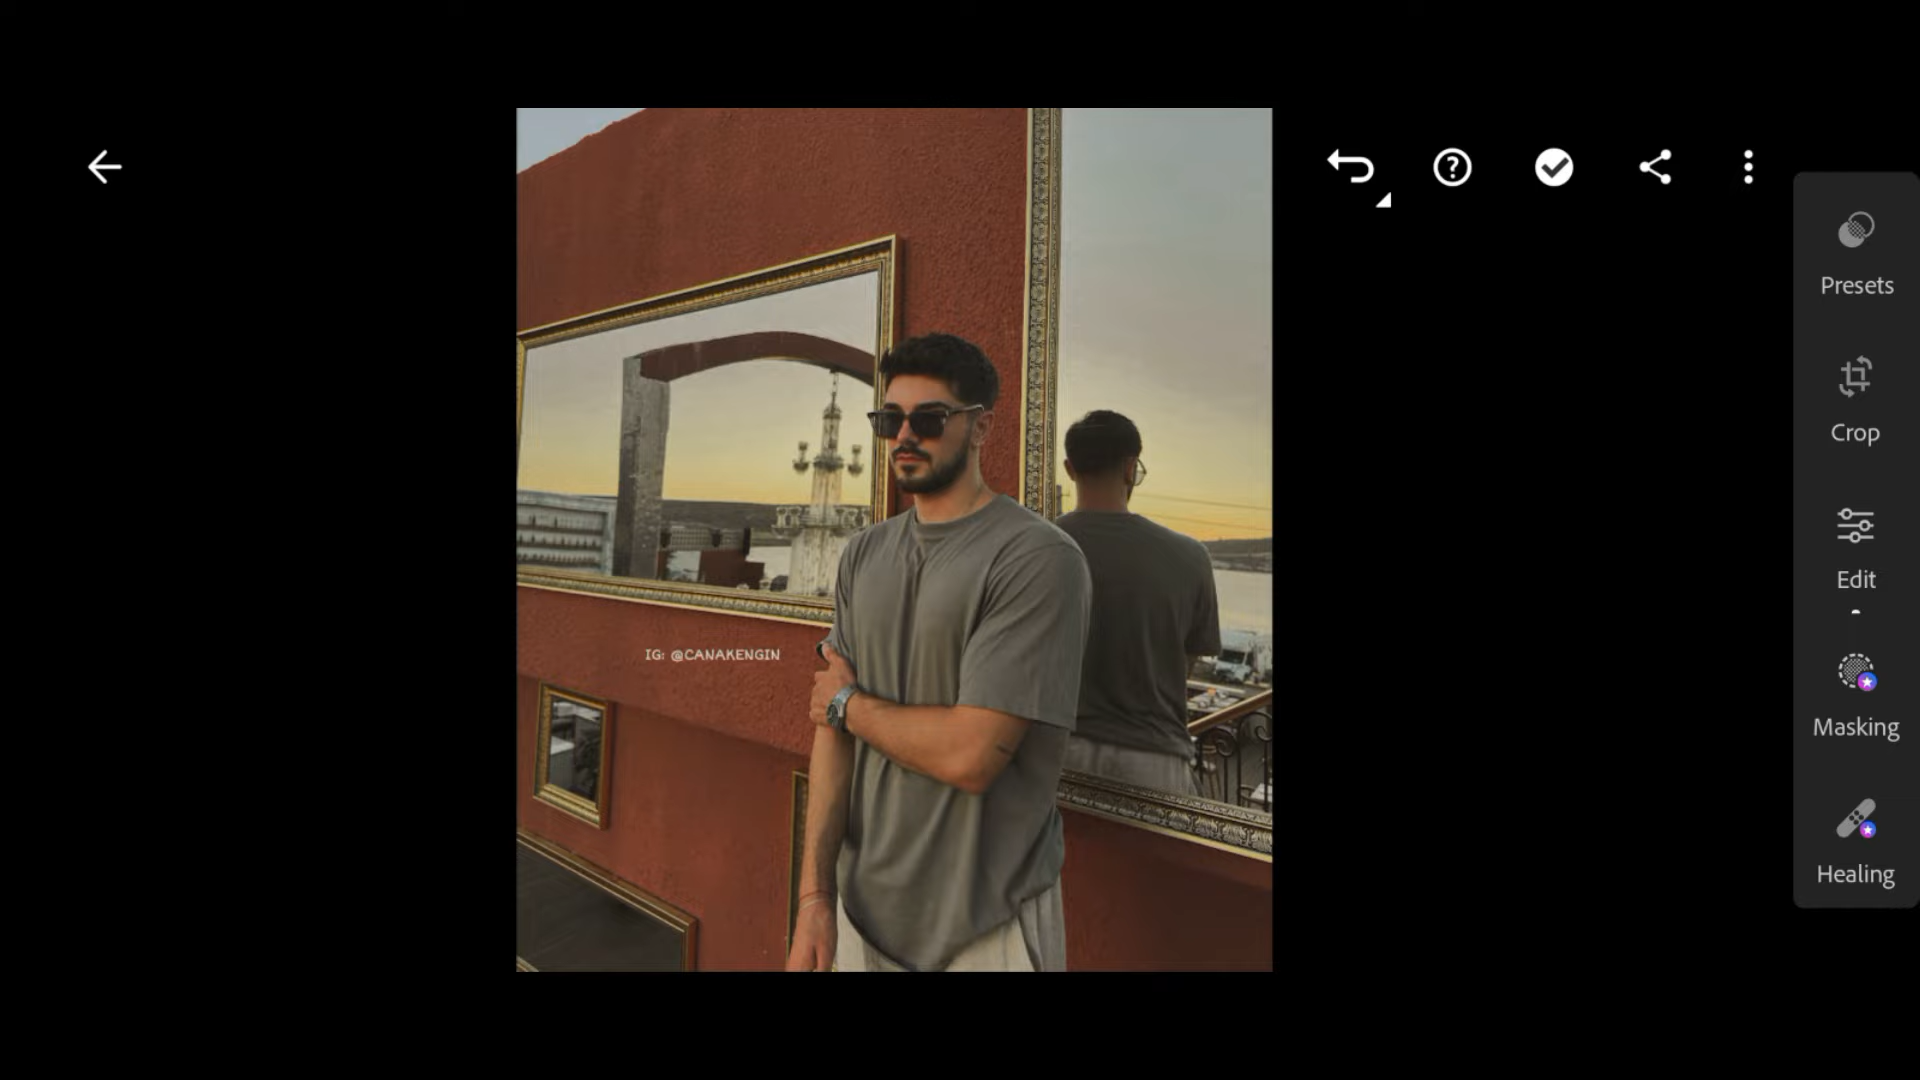 Presets
Crop
Edit
IG: @CANAKENGIN
Masking
Healing